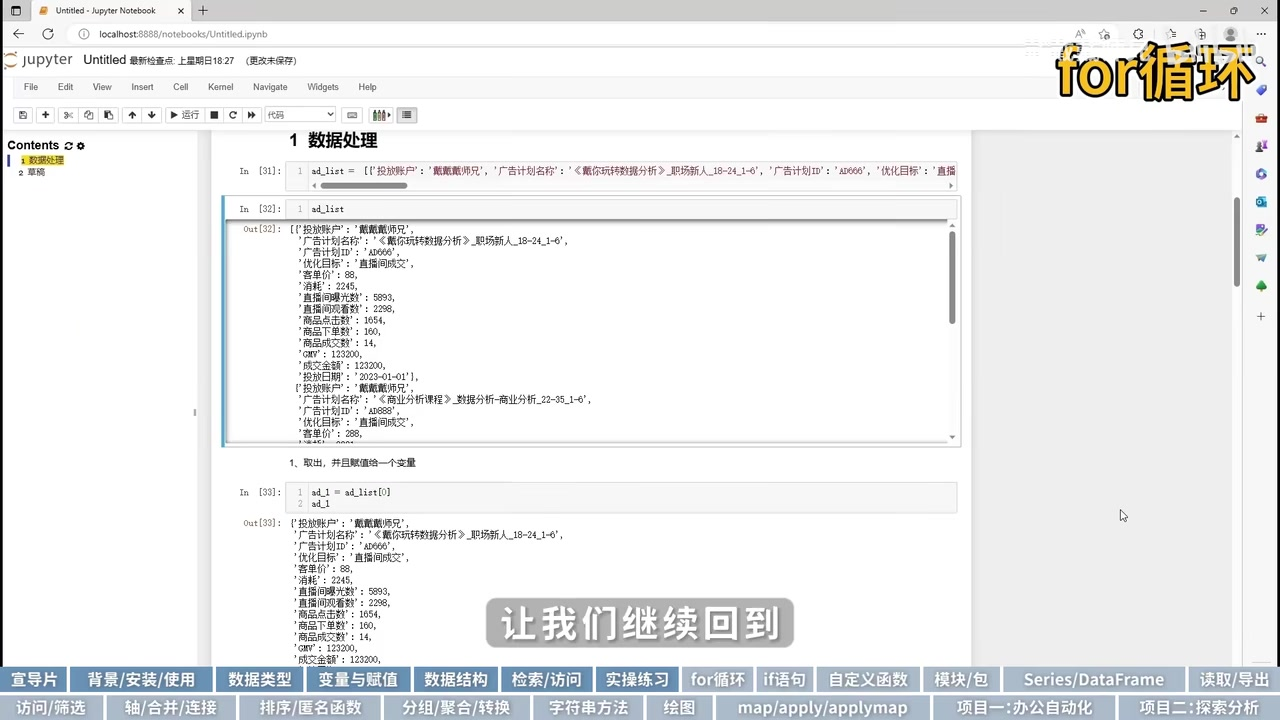 Untitled - Jupyter Notebook
localhost:8888/notebooks/Untitled.ipynb
jupyter Untitled 最新检查点: 上星期日18:27 (更改未保存)
for循环
File Edit View Insert Cell Kernel Navigate Widgets Help
运行 代码
Contents
1 数据处理
2 草稿
1 数据处理
In [31]: 1 ad_list = [{'投放账户': '戴戴戴师兄', '广告计划名称': '《戴你玩转数据分析》_职场新人_18-24_1-6', '广告计划ID': 'AD666', '优化目标': '直播
In [32]: 1 ad_list
Out[32]: [{'投放账户': '戴戴戴师兄',
'广告计划名称': '《戴你玩转数据分析》_职场新人_18-24_1-6',
'广告计划ID': 'AD666',
'优化目标': '直播间成交',
'客单价': 88,
'消耗': 2245,
'直播间曝光数': 5893,
'直播间观看数': 2298,
'商品点击数': 1654,
'商品下单数': 160,
'商品成交数': 14,
'GMV': 123200,
'成交金额': 123200,
'投放日期': '2023-01-01'},
{'投放账户': '戴戴戴师兄',
'广告计划名称': '《商业分析课程》_数据分析-商业分析_22-35_1-6',
'广告计划ID': 'AD888',
'优化目标': '直播间成交',
'客单价': 288,
1、取出，并且赋值给一个变量
In [33]: 1 ad_1 = ad_list[0]
2 ad_1
Out[33]: {'投放账户': '戴戴戴师兄',
'广告计划名称': '《戴你玩转数据分析》_职场新人_18-24_1-6',
'广告计划ID': 'AD666',
'优化目标': '直播间成交',
'客单价': 88,
'消耗': 2245,
'直播间曝光数': 5893,
'直播间观看数': 2298,
'商品点击数': 1654,
'商品下单数': 160,
'商品成交数': 14,
'GMV': 123200,
'成交金额': 123200,
让我们继续回到
宣导片 背景/安装/使用 数据类型 变量与赋值 数据结构 检索/访问 实操练习 for循环 if语句 自定义函数 模块/包 Series/DataFrame 读取/导出
访问/筛选 轴/合并/连接 排序/匿名函数 分组/聚合/转换 字符串方法 绘图 map/apply/applymap 项目一:办公自动化 项目二:探索分析